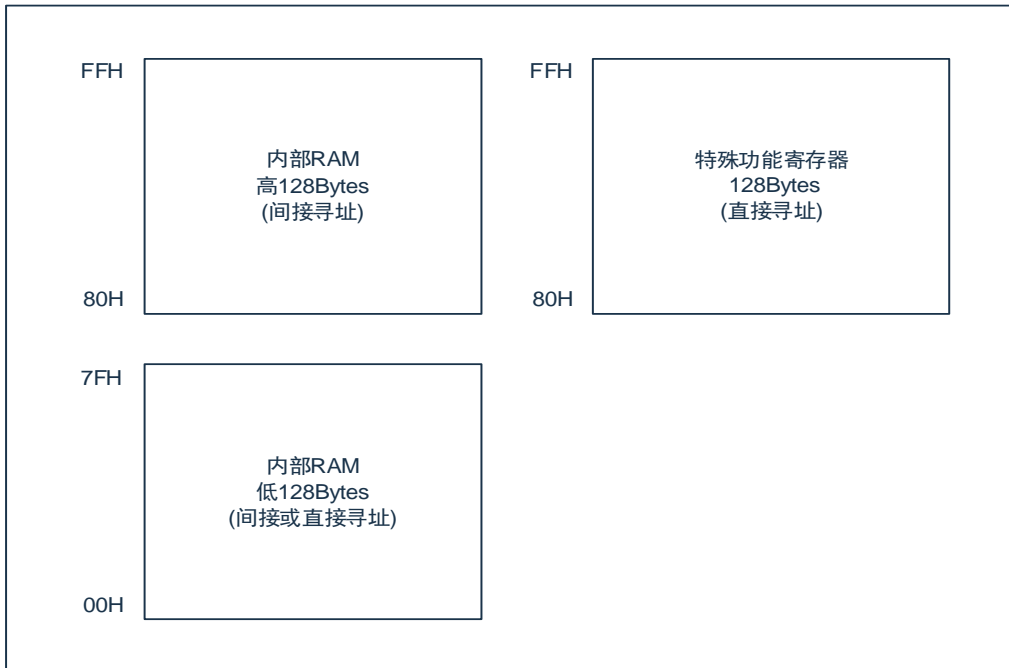 FFH
内部RAM
高128Bytes
(间接寻址)
80H
FFH
特殊功能寄存器
128Bytes
(直接寻址)
80H
7FH
内部RAM
低128Bytes
(间接或直接寻址)
00H